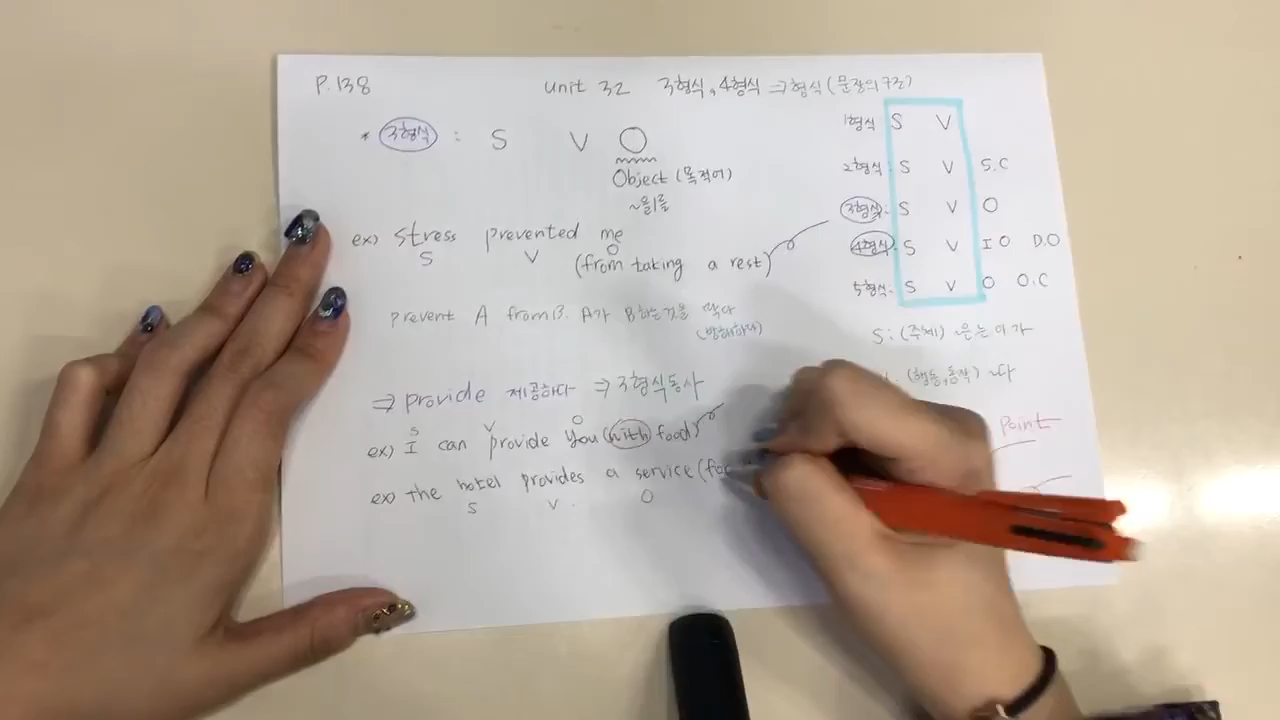 P.138
unit 32 3형식, 4형식 ⇒ 형식 (문장의 구조)
* 3형식 : S V O
Object (목적어)
~을/를
ex) stress prevented me
S V O
(from taking a rest)
prevent A from B. A가 B하는것을 막다
(방해하다)
⇒ provide 제공하다 ⇒ 3형식동사
S V O
ex) I can provide you (with food)
ex) the hotel provides a service (for
S V O
1형식 S V
2형식: S V S.C
3형식: S V O
4형식: S V I O D.O
5형식: S V O O.C
S: (주체) 은는이가
(행동,동작) ~다
Point